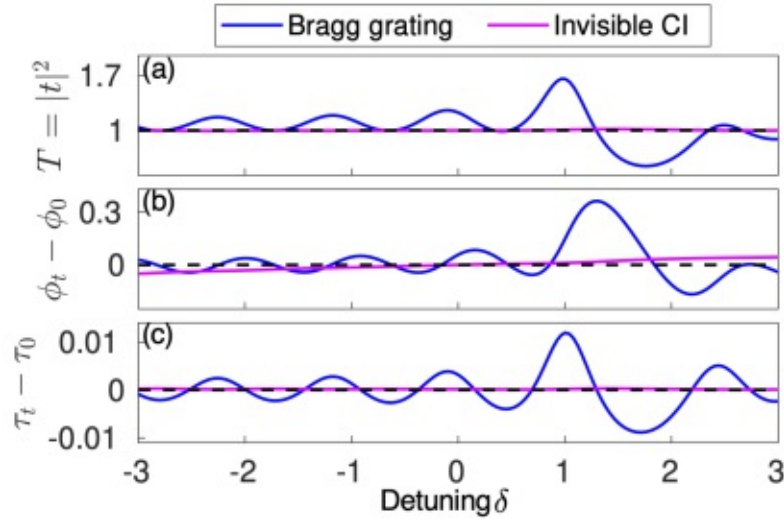 Bragg grating Invisible CI
(a)
1.7
1
T = |t|²
(b)
0.3
0
ϕₜ − ϕ₀
(c)
0.01
0
-0.01
τₜ − τ₀
-3 -2 -1 0 1 2 3
Detuning δ